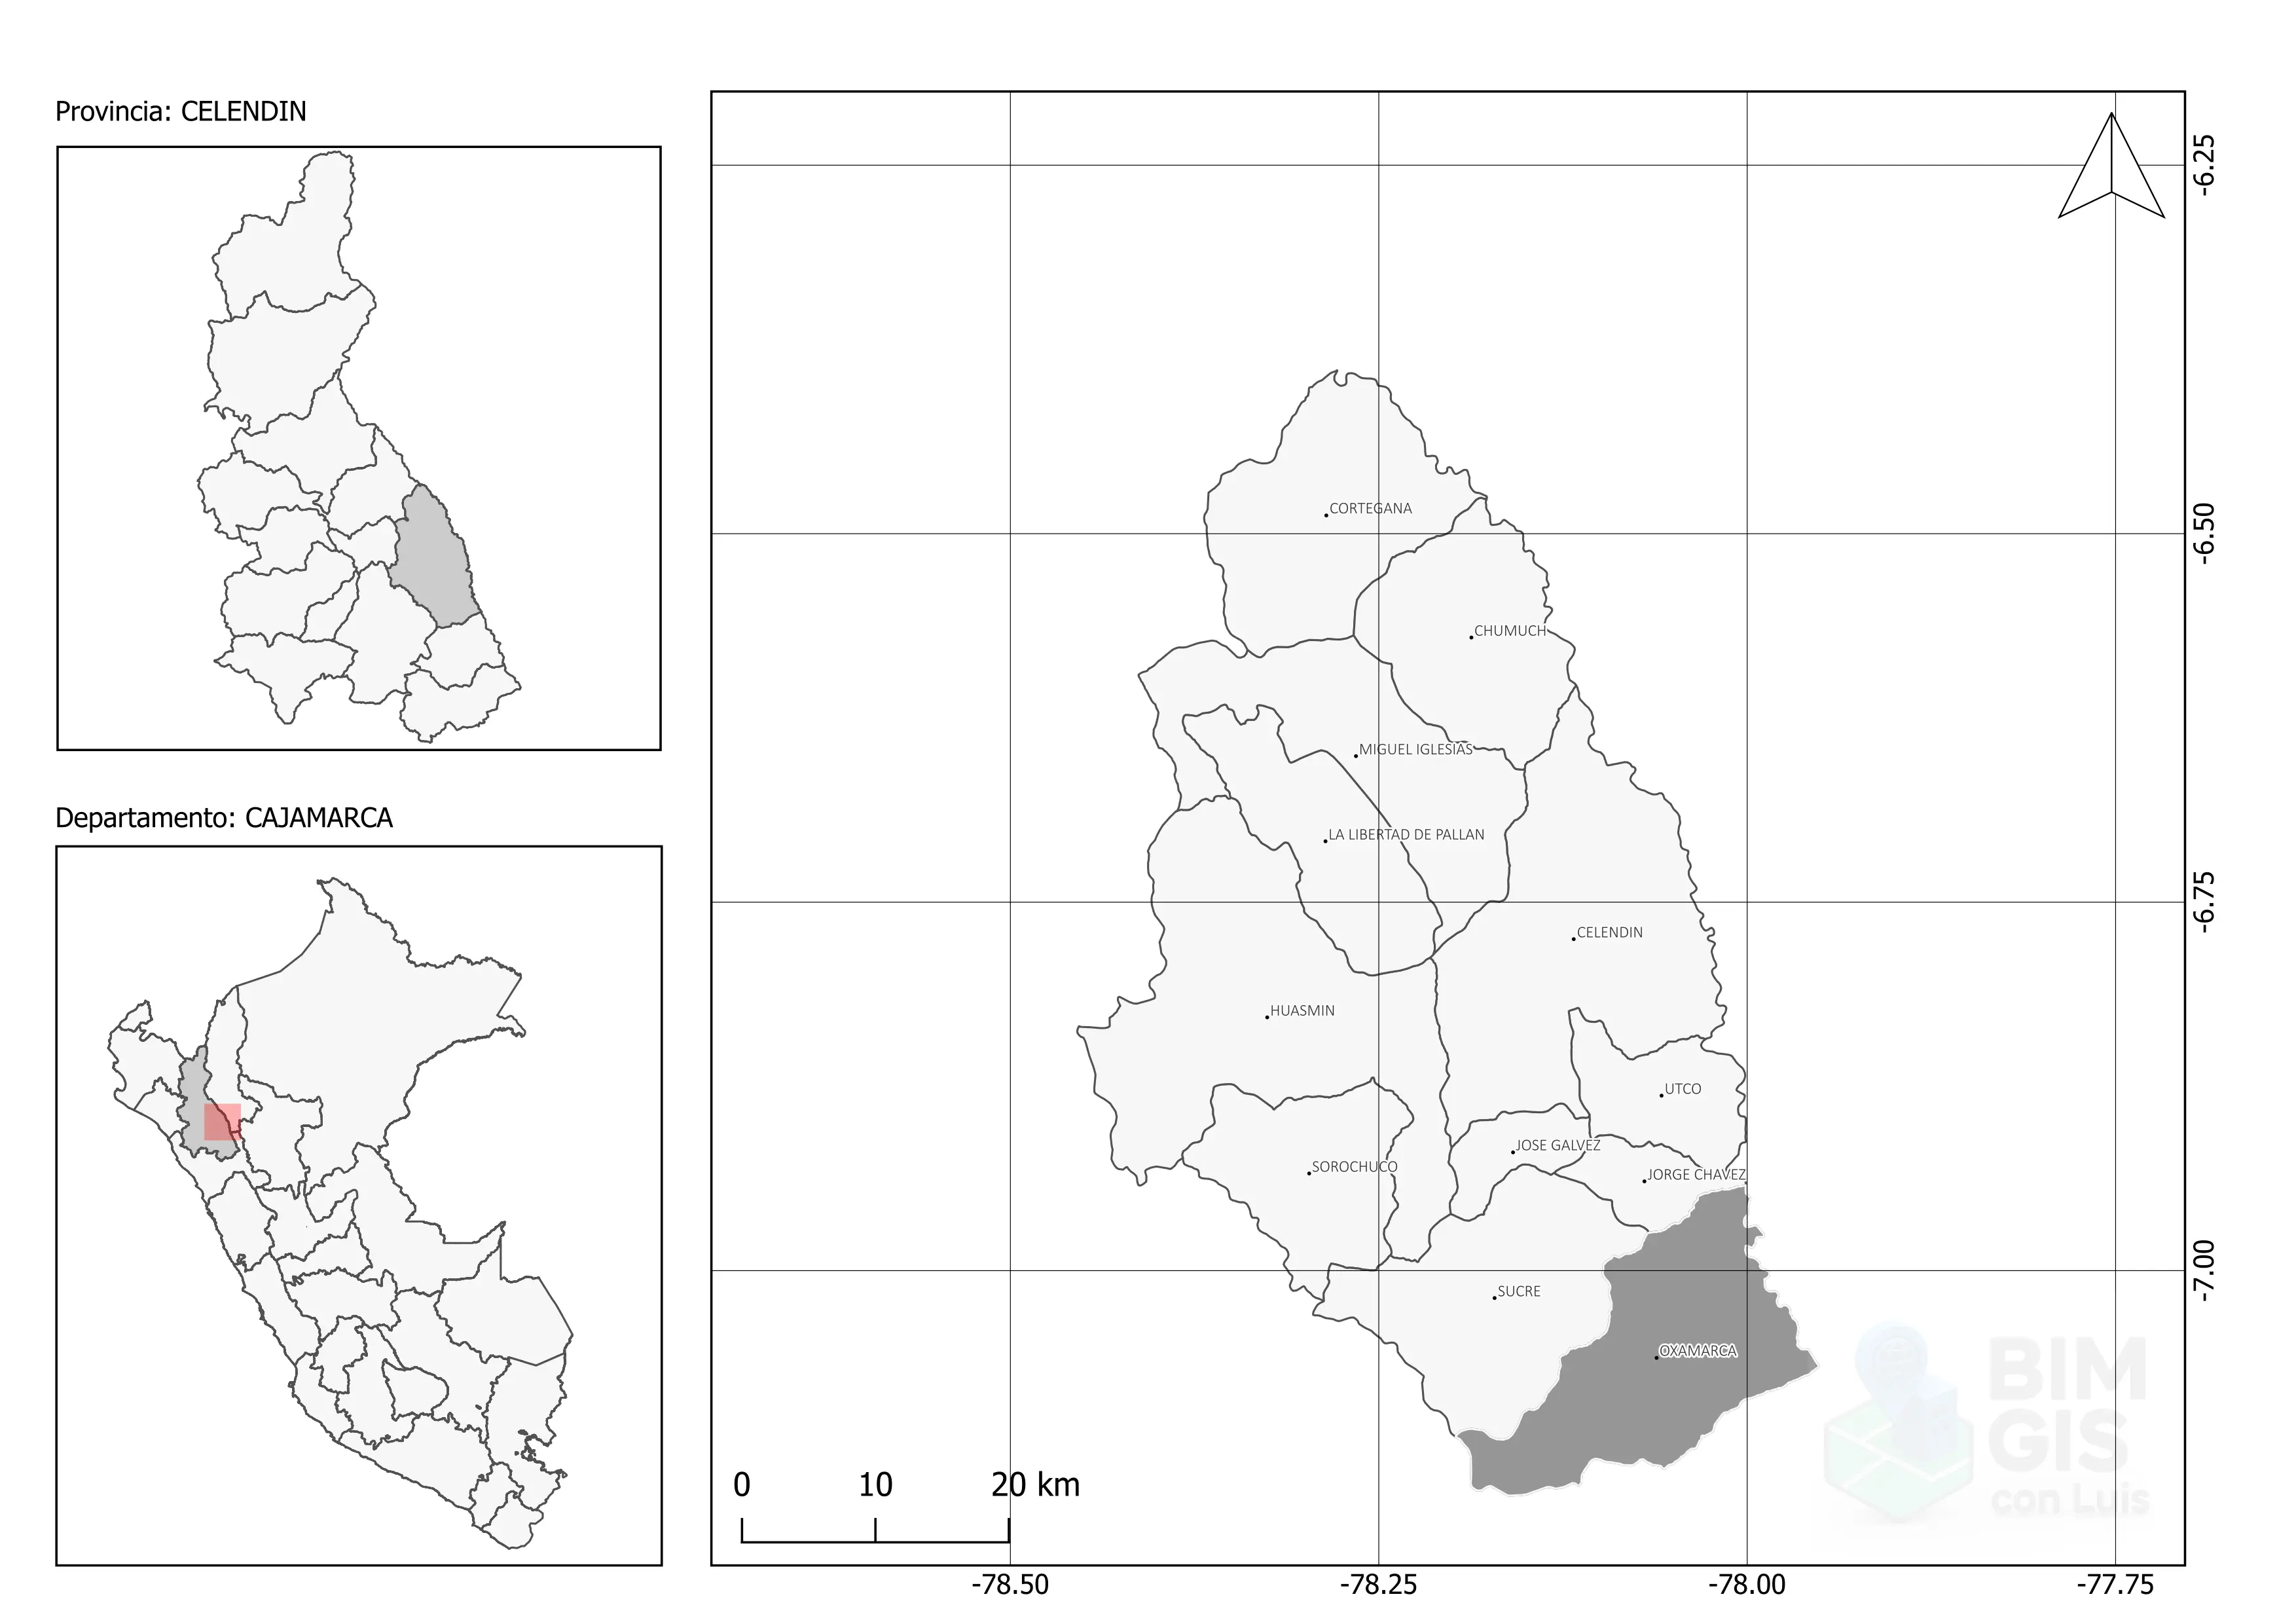 Provincia: CELENDIN
Departamento: CAJAMARCA
-6.25
-6.50
-6.75
-7.00
CORTEGANA
CHUMUCH
MIGUEL IGLESIAS
LA LIBERTAD DE PALLAN
CELENDIN
HUASMIN
UTCO
JOSE GALVEZ
SOROCHUCO
JORGE CHAVEZ
SUCRE
OXAMARCA
BIM
GIS
con Luis
0 10 20 km
-78.50 -78.25 -78.00 -77.75